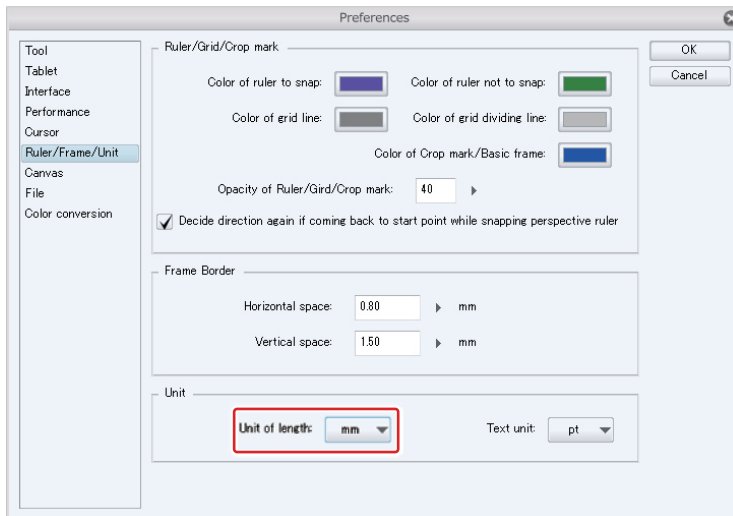 Preferences
Tool
Tablet
Interface
Performance
Cursor
Ruler/Frame/Unit
Canvas
File
Color conversion
Ruler/Grid/Crop mark
Color of ruler to snap:
Color of ruler not to snap:
Color of grid line:
Color of grid dividing line:
Color of Crop mark/Basic frame:
Opacity of Ruler/Gird/Crop mark: 40
Decide direction again if coming back to start point while snapping perspective ruler
Frame Border
Horizontal space: 0.80 mm
Vertical space: 1.50 mm
Unit
Unit of length: mm
Text unit: pt
OK
Cancel